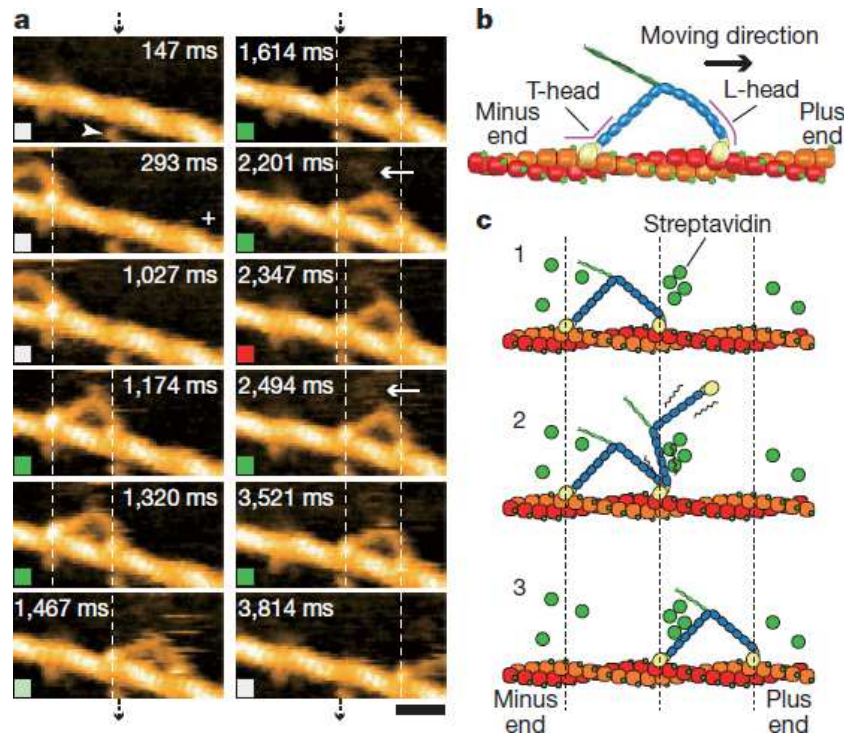 a
147 ms
293 ms
+
1,027 ms
1,174 ms
1,320 ms
1,467 ms
1,614 ms
2,201 ms
2,347 ms
2,494 ms
3,521 ms
3,814 ms
b
Moving direction
T-head
L-head
Minus
end
Plus
end
c
Streptavidin
1
2
3
Minus
end
Plus
end